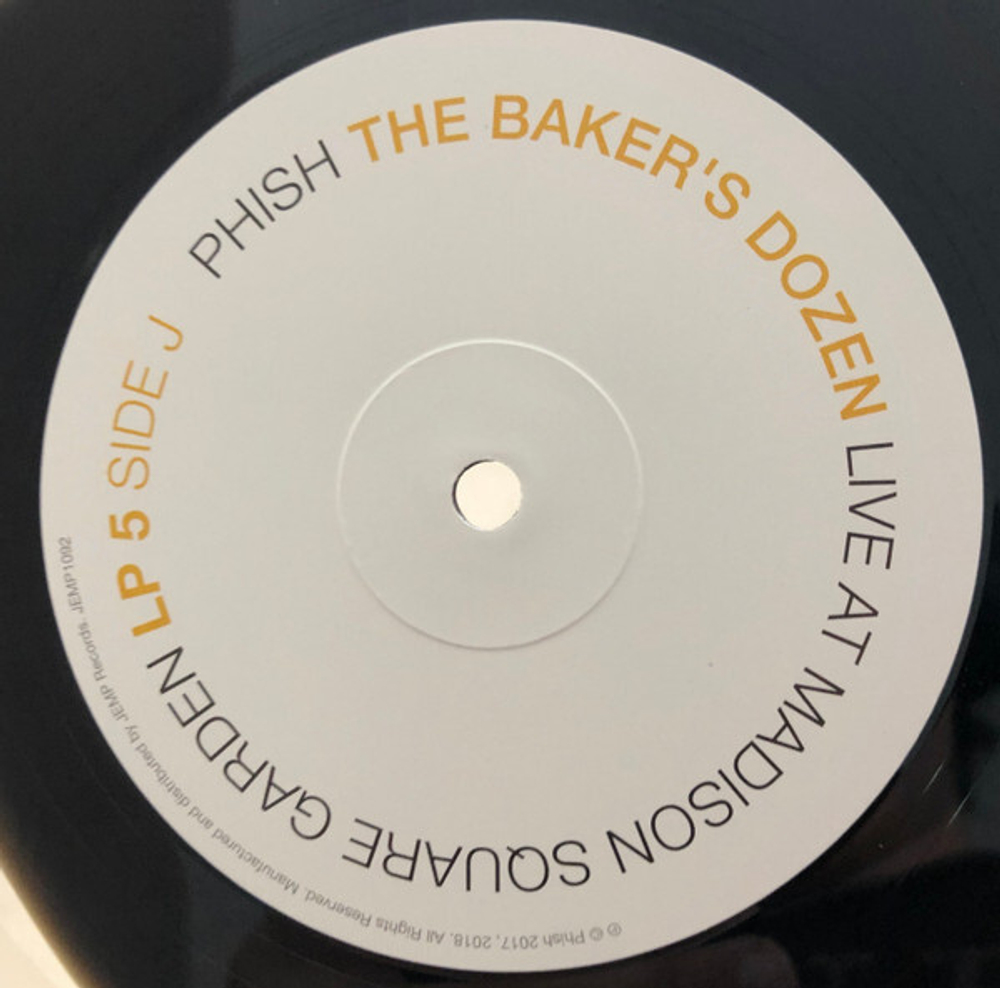 PHISH THE BAKER'S DOZEN LIVE AT MADISON SQUARE GARDEN LP 5 SIDE J
℗ © Phish 2017, 2018. All Rights Reserved. Manufactured and distributed by JEMP Records. JEMP1092